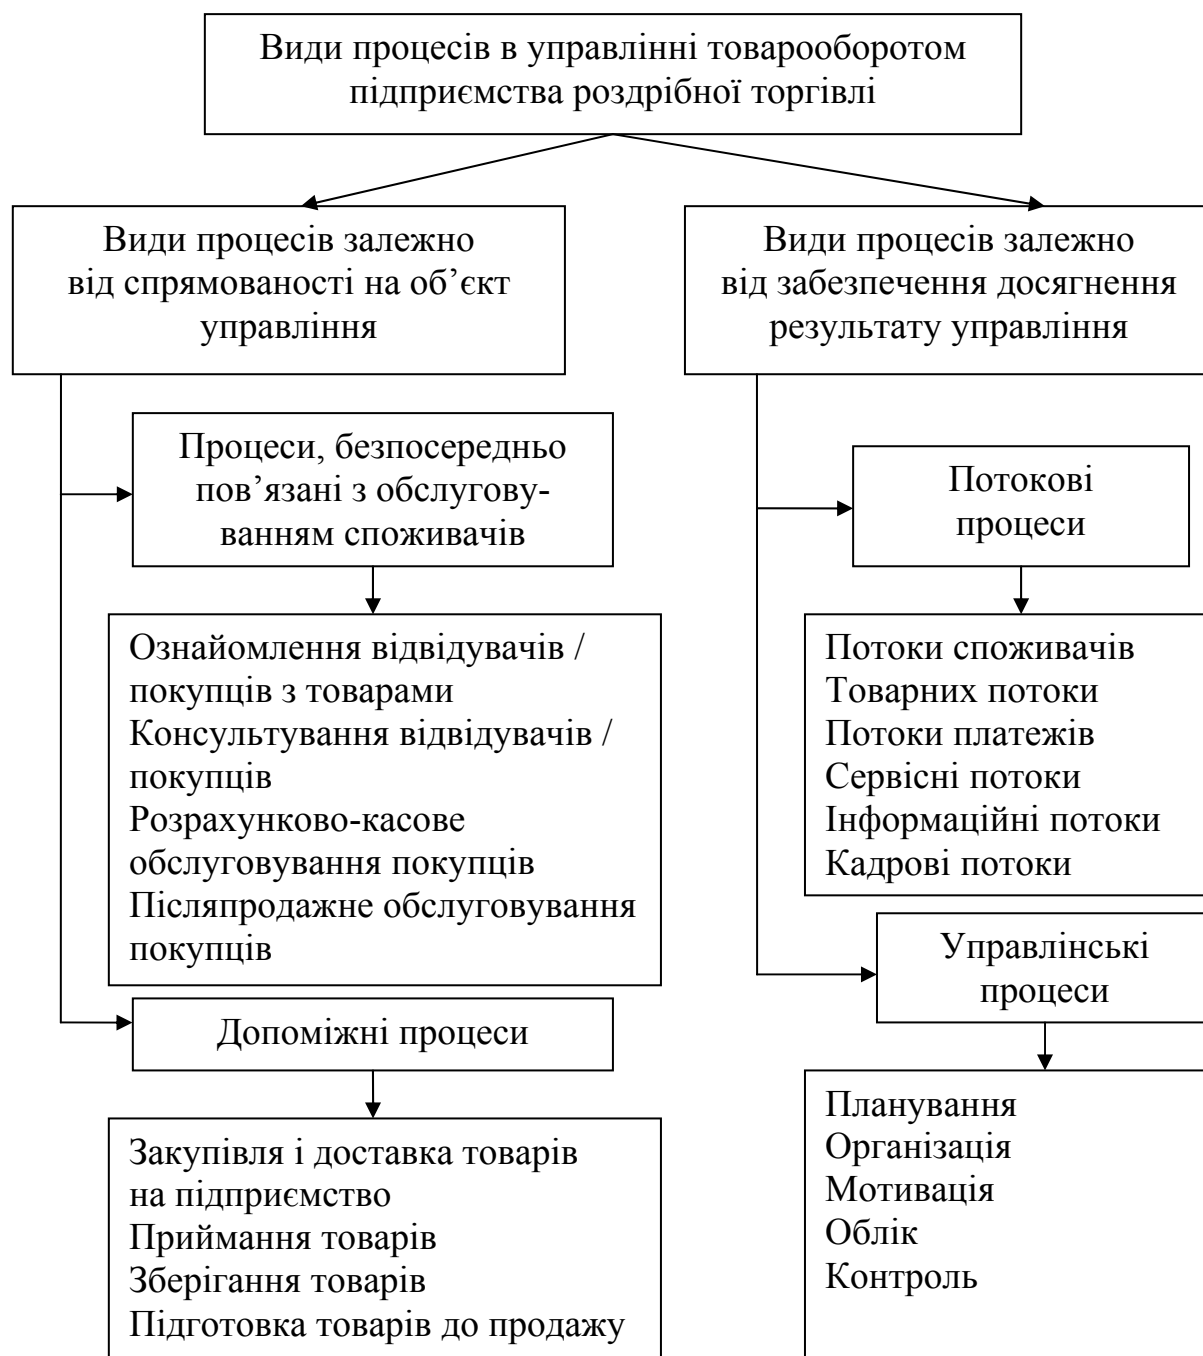 Види процесів в управлінні товарооборотом
підприємства роздрібної торгівлі
Види процесів залежно
від спрямованості на об’єкт
управління
Процеси, безпосередньо
пов’язані з обслугову-
ванням споживачів
Ознайомлення відвідувачів /
покупців з товарами
Консультування відвідувачів /
покупців
Розрахунково-касове
обслуговування покупців
Післяпродажне обслуговування
покупців
Допоміжні процеси
Закупівля і доставка товарів
на підприємство
Приймання товарів
Зберігання товарів
Підготовка товарів до продажу
Види процесів залежно
від забезпечення досягнення
результату управління
Потокові
процеси
Потоки споживачів
Товарних потоки
Потоки платежів
Сервісні потоки
Інформаційні потоки
Кадрові потоки
Управлінські
процеси
Планування
Організація
Мотивація
Облік
Контроль